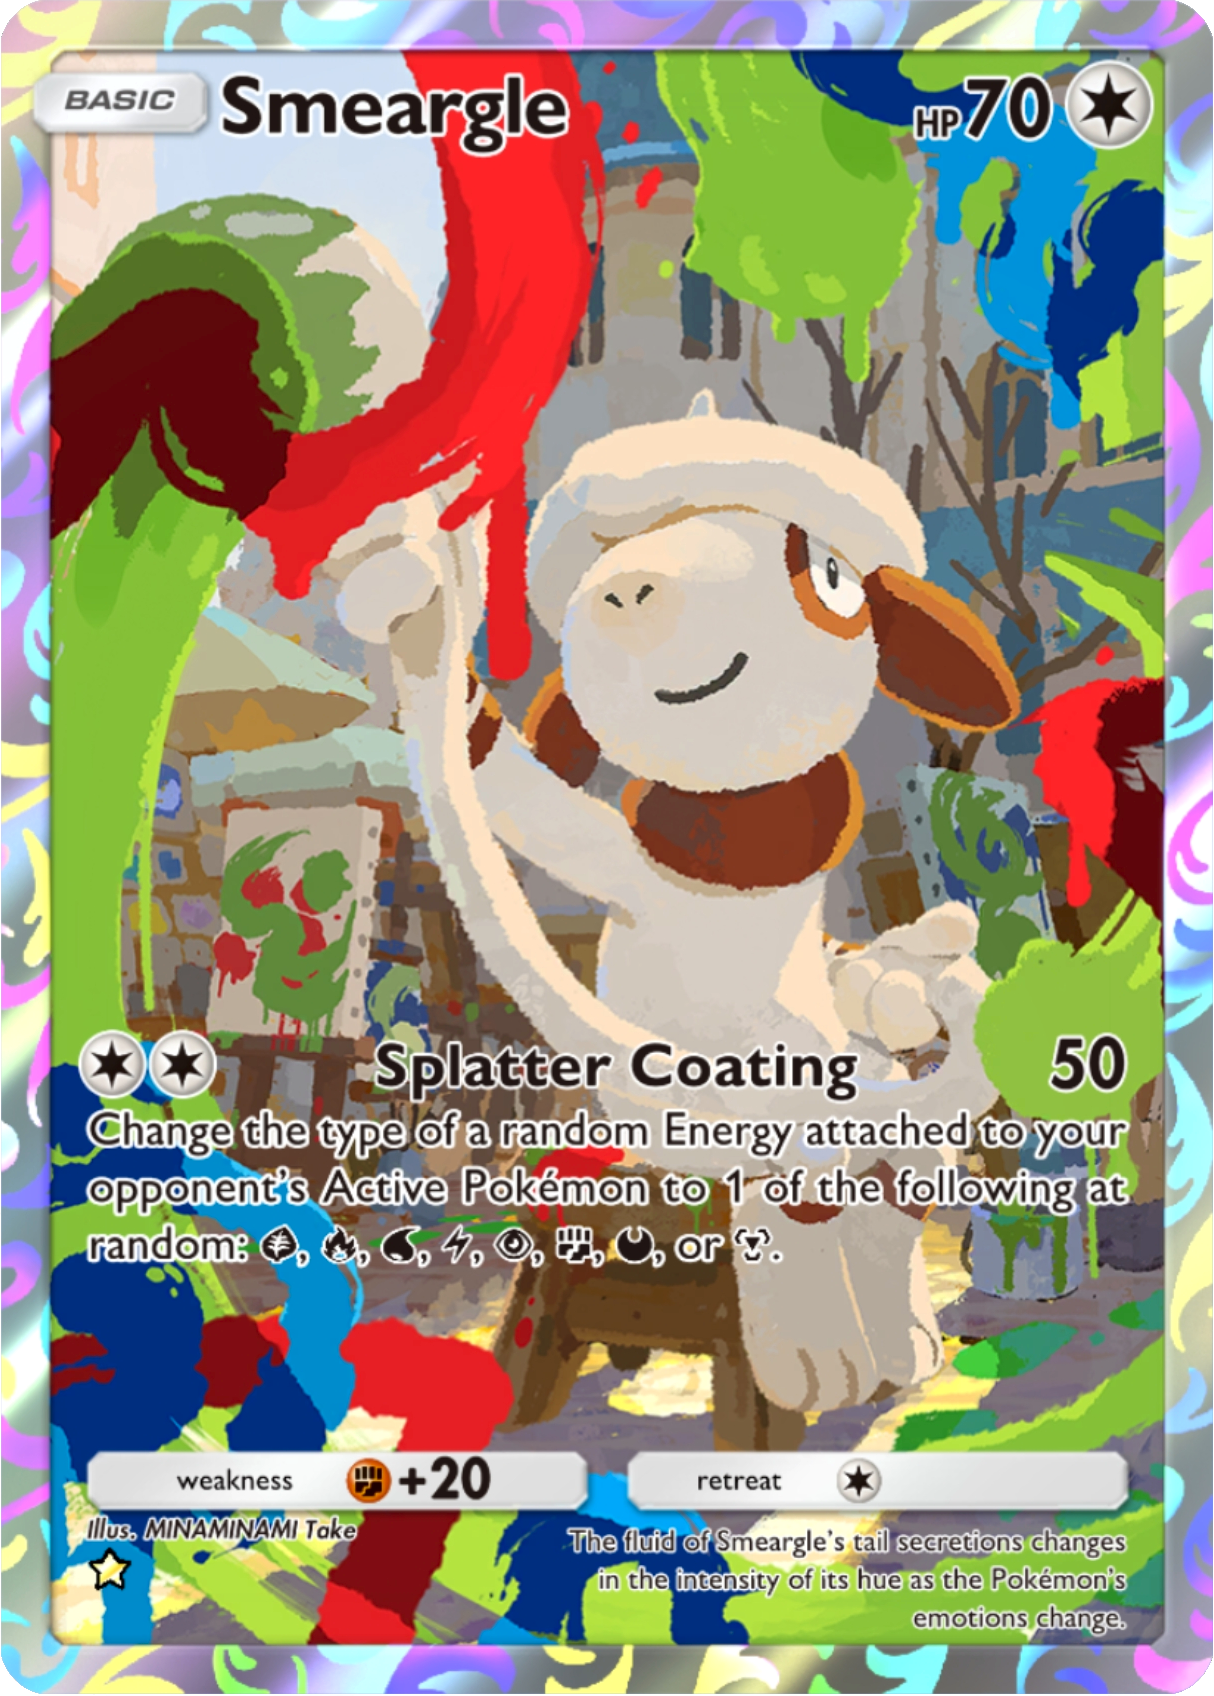 BASIC Smeargle HP 70
Splatter Coating 50
Change the type of a random Energy attached to your
opponent's Active Pokémon to 1 of the following at
random: , , , , , , , or .
weakness +20 retreat
Illus. MINAMINAMI Take
The fluid of Smeargle's tail secretions changes
in the intensity of its hue as the Pokémon's
emotions change.